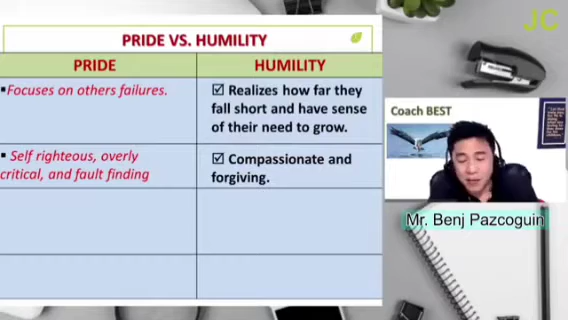 JC
PRIDE VS. HUMILITY
PRIDE
HUMILITY
▪Focuses on others failures.
☑ Realizes how far they
fall short and have sense
of their need to grow.
▪ Self righteous, overly
critical, and fault finding
☑ Compassionate and
forgiving.
Coach BEST
Mr. Benj Pazcoguin